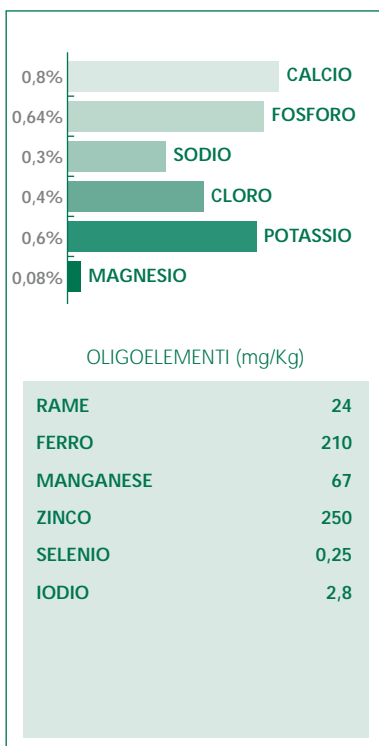 0,8% CALCIO
0,64% FOSFORO
0,3% SODIO
0,4% CLORO
0,6% POTASSIO
0,08% MAGNESIO
OLIGOELEMENTI (mg/Kg)
RAME 24
FERRO 210
MANGANESE 67
ZINCO 250
SELENIO 0,25
IODIO 2,8